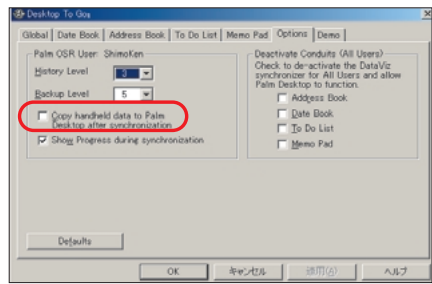 Desktop To Go:
Global Date Book Address Book To Do List Memo Pad Options Demo
Palm OSR User: ShimoKen
History Level 3
Backup Level 5
Copy handheld data to Palm
Desktop after synchronization
Show Progress during synchronization
Defaults
Deactivate Conduits (All
Users)
Check to de-activate the DataViz
synchronizer for All Users and allow
Palm Desktop to function.
Address Book
Date Book
To Do List
Memo Pad
OK キャンセル 適用(A) ヘルプ